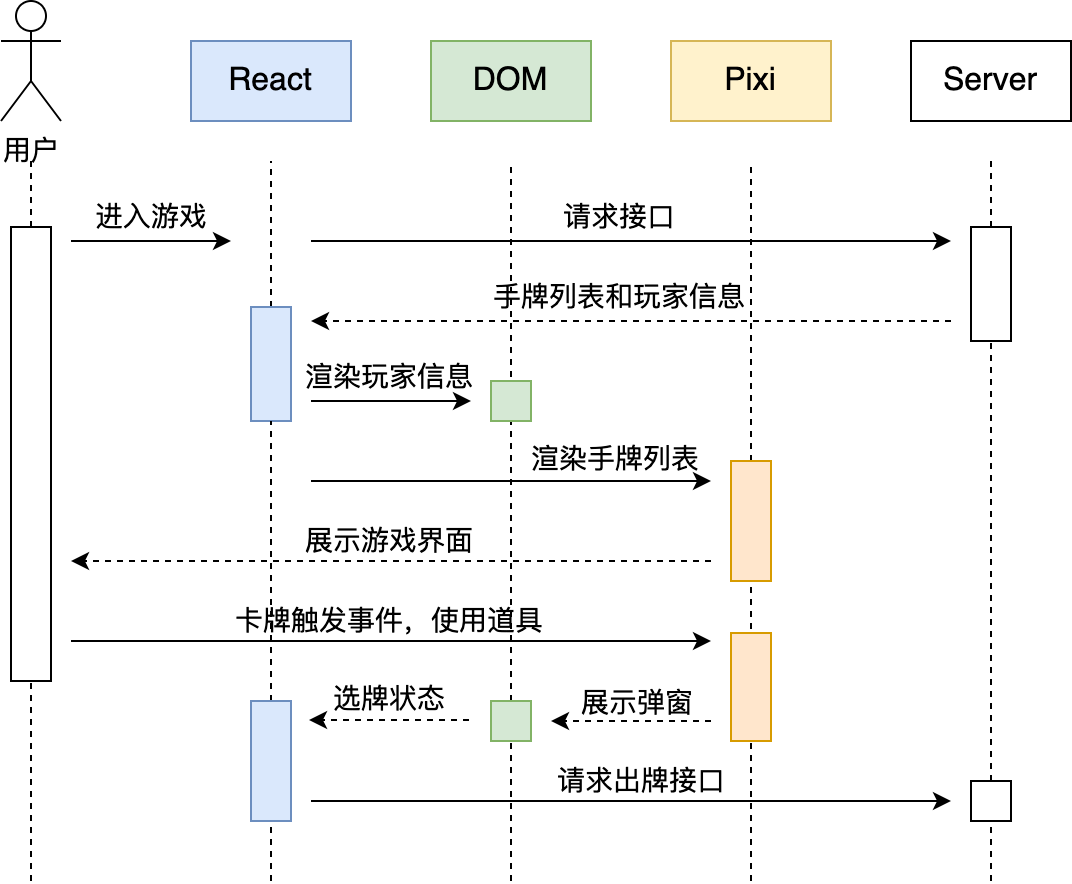 React
DOM
Pixi
Server
用户
进入游戏
请求接口
手牌列表和玩家信息
渲染玩家信息
渲染手牌列表
展示游戏界面
卡牌触发事件，使用道具
选牌状态
展示弹窗
请求出牌接口